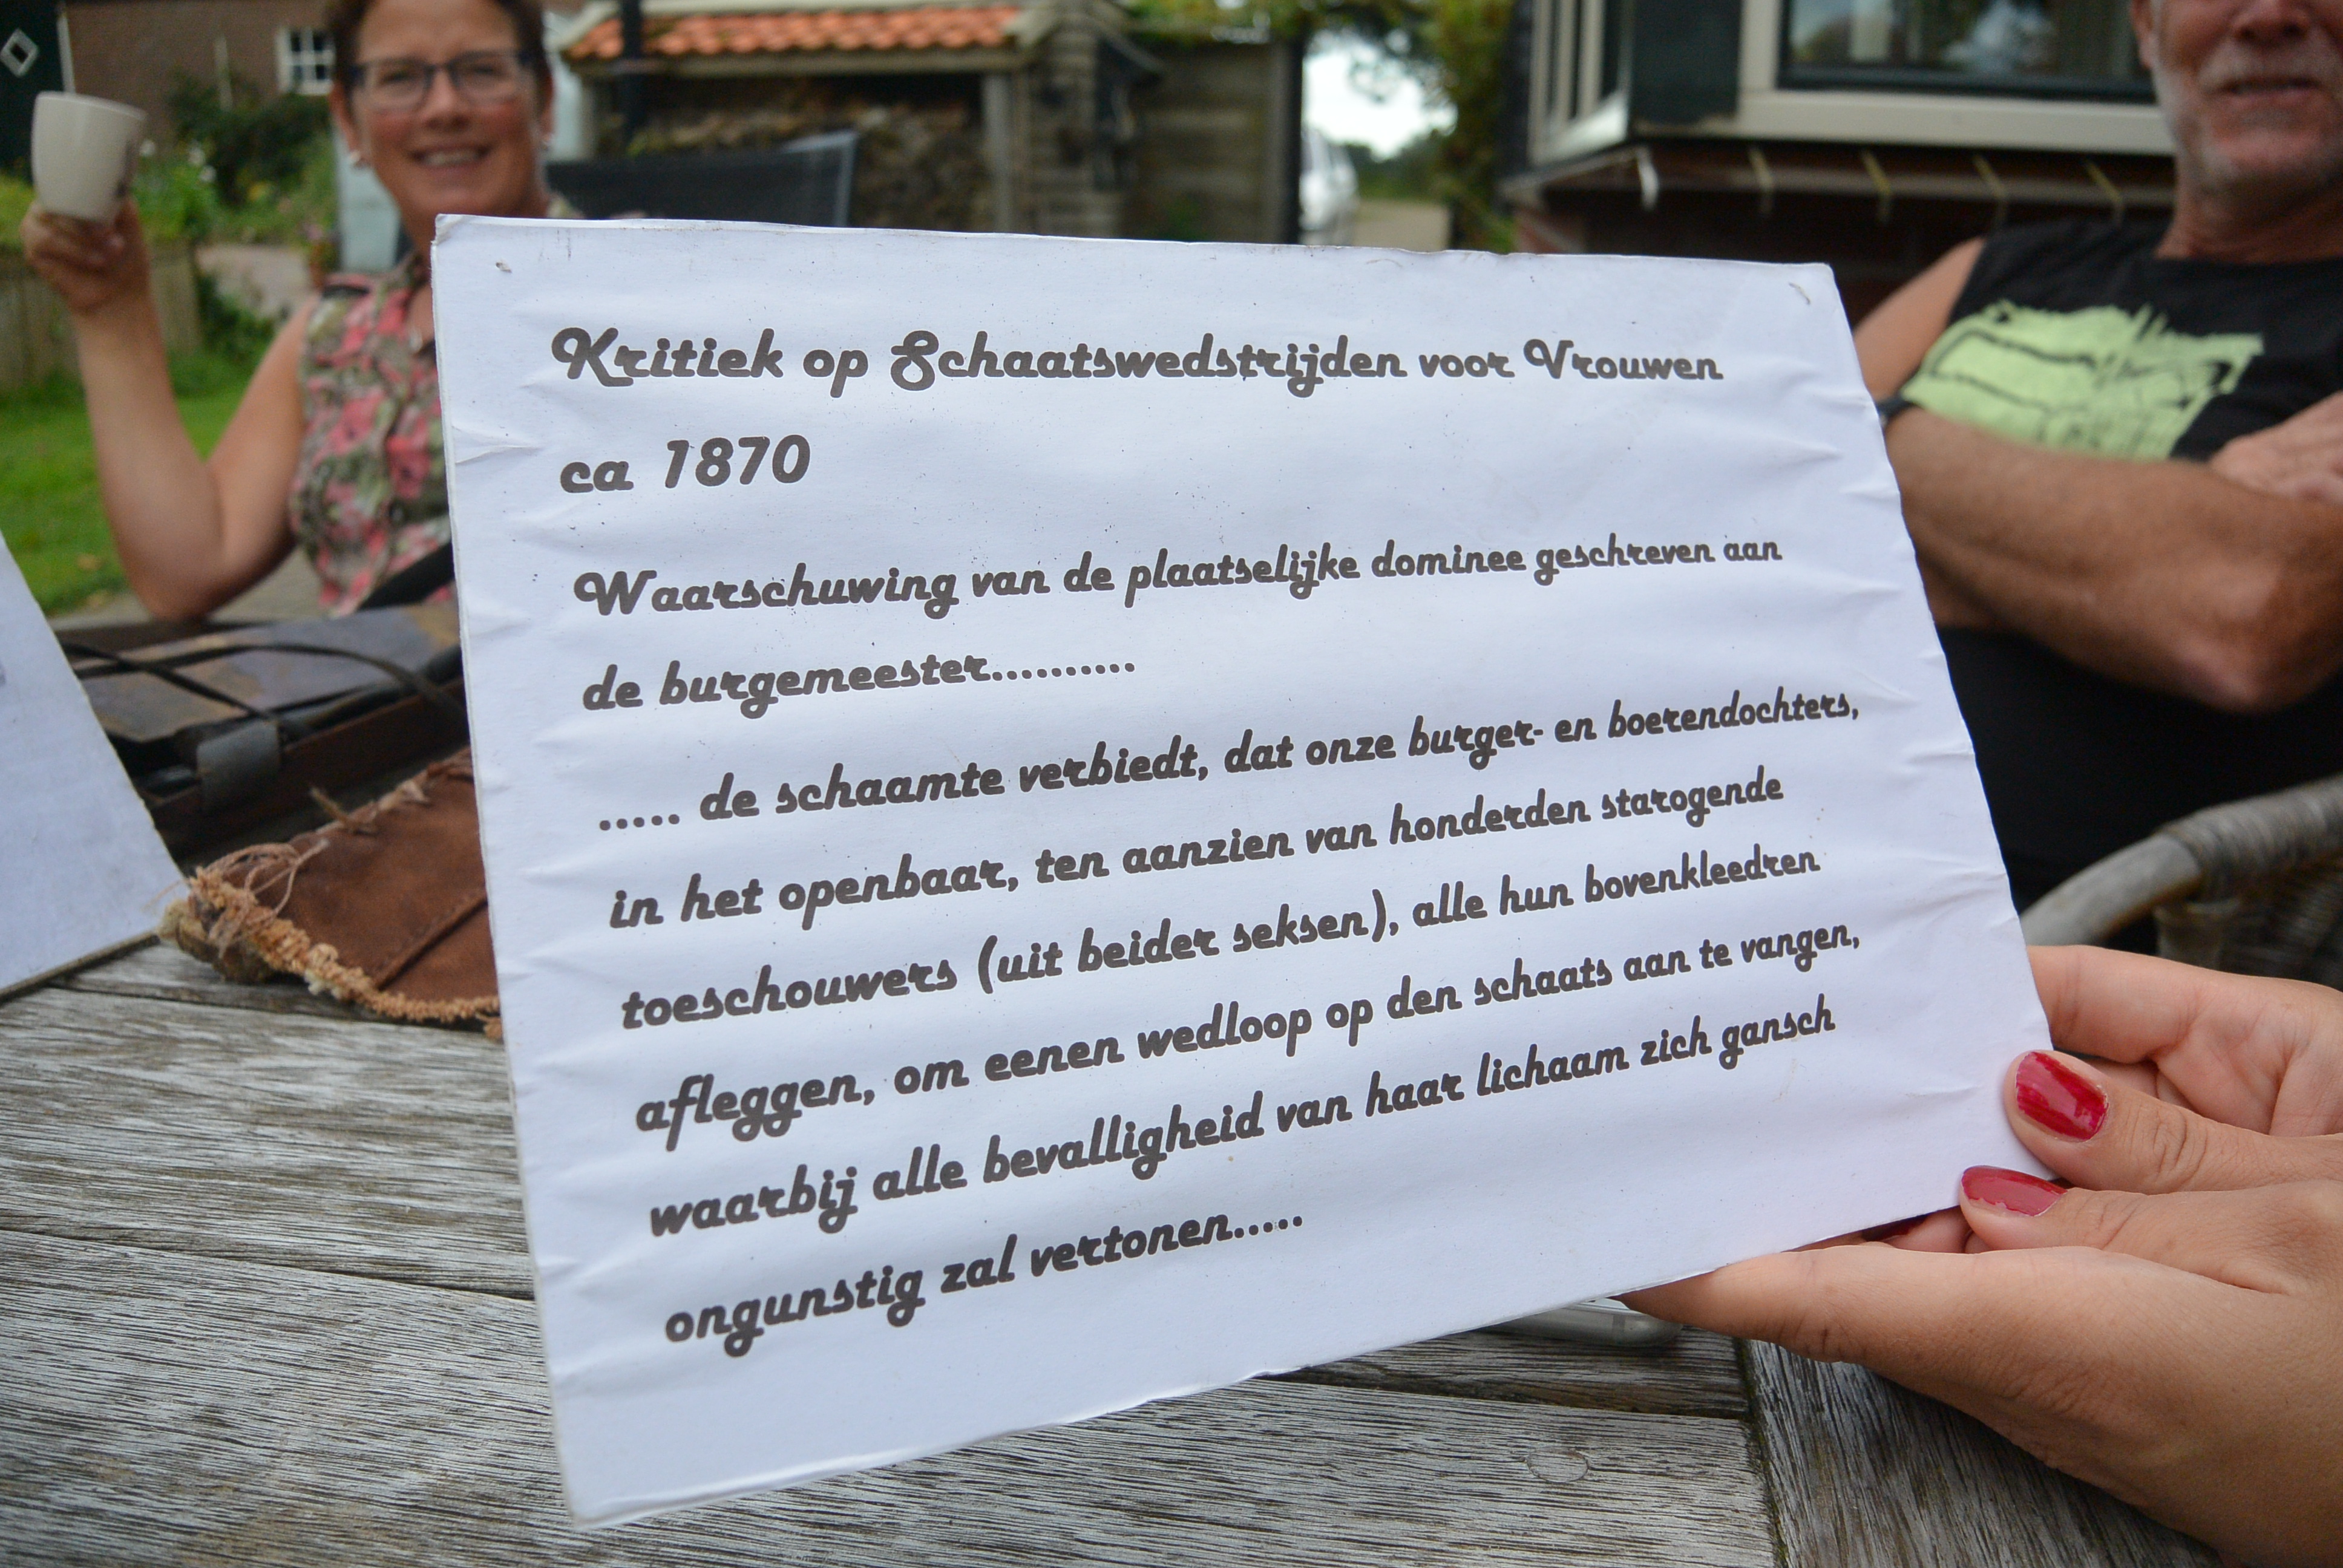 Kritiek op Schaatswedstrijden voor Vrouwen
ca 1870
Waarschuwing van de plaatselijke dominee geschreven aan
de burgemeester..........
..... de schaamte verbiedt, dat onze burger- en boerendochters,
in het openbaar, ten aanzien van honderden starogende
toeschouwers (uit beider seksen), alle hun bovenkleedren
afleggen, om eenen wedloop op den schaats aan te vangen,
waarbij alle bevalligheid van haar lichaam zich gansch
ongunstig zal vertonen.....